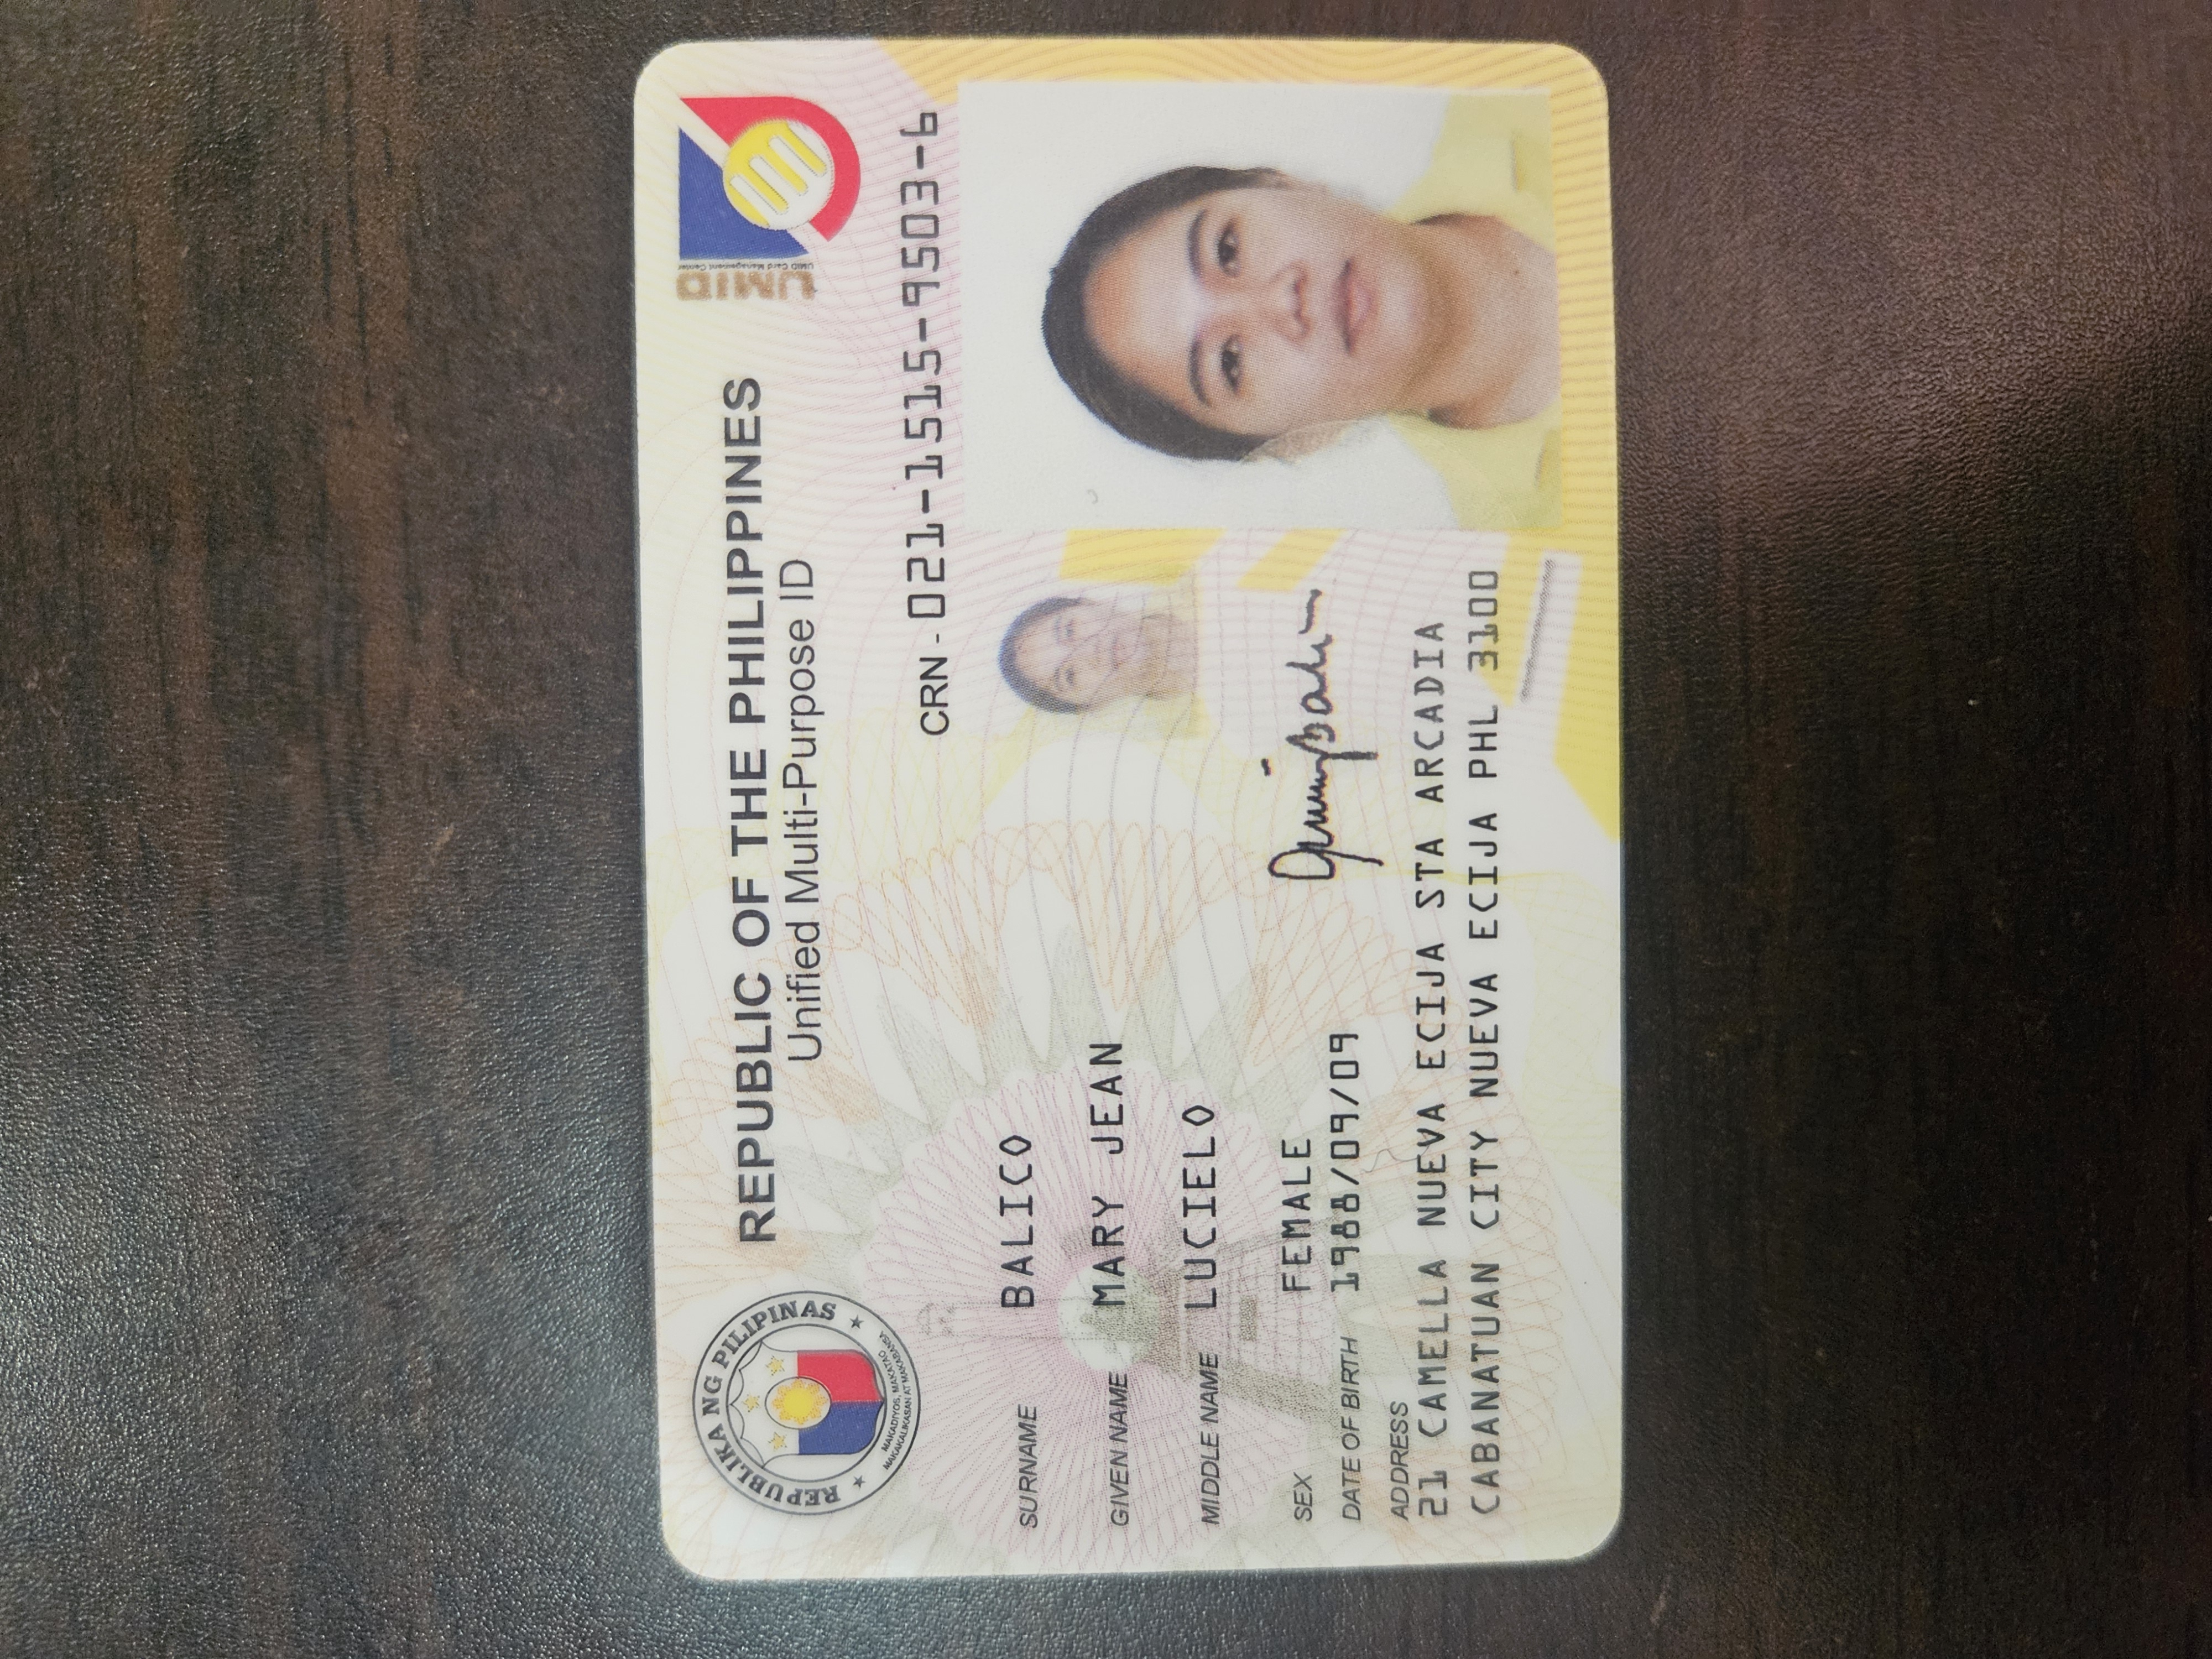 REPUBLIKA NG PILIPINAS
MAKADIYOS, MAKATAO
MAKAKALIKASAN AT MAKABANSA
REPUBLIC OF THE PHILIPPINES
Unified Multi-Purpose ID
UMID
UMID Card Management Center
CRN - 021-1515-9503-6
SURNAME BALICO
GIVEN NAME MARY JEAN
MIDDLE NAME LUCIELO
SEX FEMALE
DATE OF BIRTH 1988/09/09
ADDRESS
21 CAMELLA NUEVA ECIJA STA ARCADIA
CABANATUAN CITY NUEVA ECIJA PHL 3100